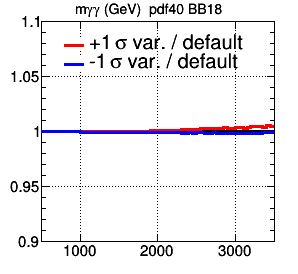 mγγ (GeV) pdf40 BB18
+1 σ var. / default
-1 σ var. / default
1.1
1.05
1
0.95
0.9
1000 2000 3000